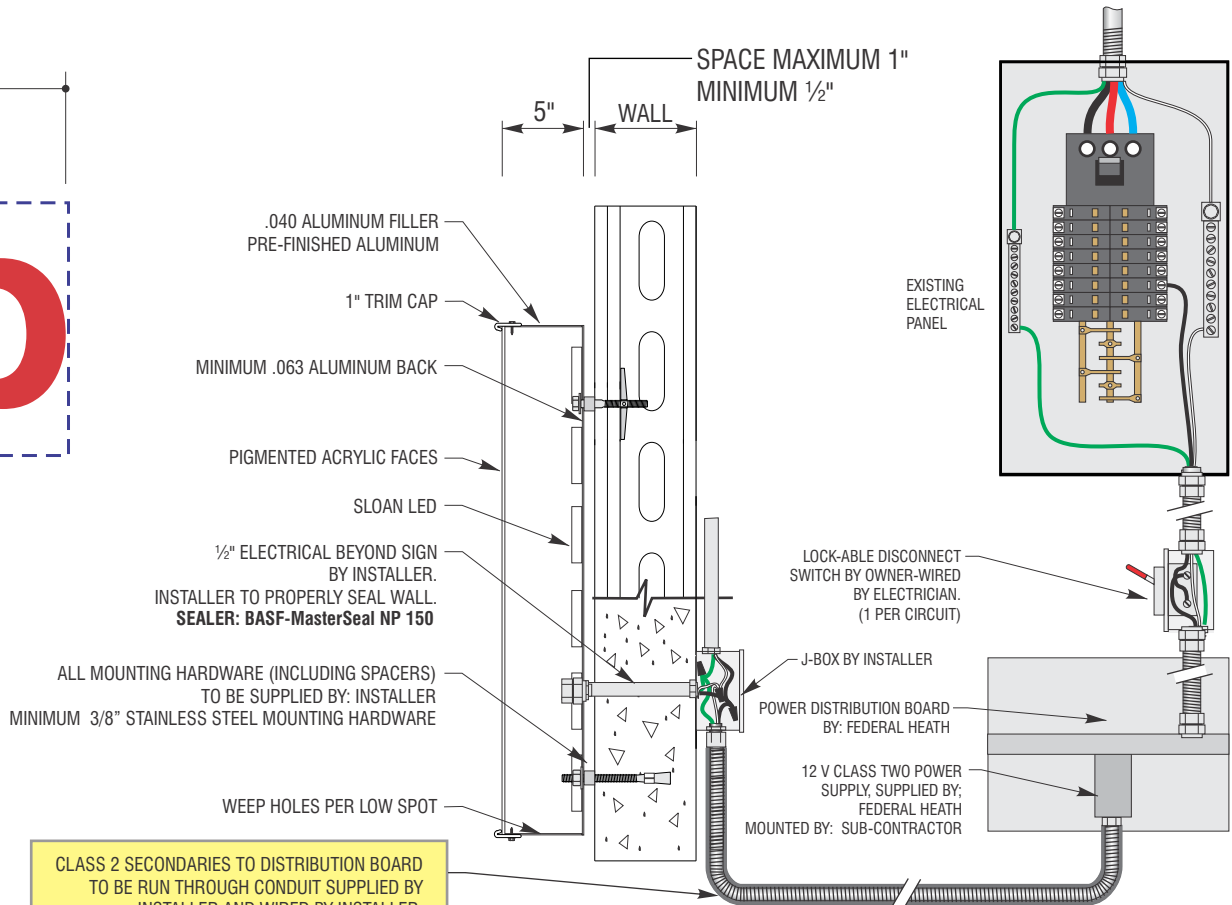 SPACE MAXIMUM 1"
MINIMUM ½"
5"
WALL
.040 ALUMINUM FILLER
PRE-FINISHED ALUMINUM
1" TRIM CAP
MINIMUM .063 ALUMINUM BACK
PIGMENTED ACRYLIC FACES
SLOAN LED
½" ELECTRICAL BEYOND SIGN
BY INSTALLER.
INSTALLER TO PROPERLY SEAL WALL.
SEALER: BASF-MasterSeal NP 150
ALL MOUNTING HARDWARE (INCLUDING SPACERS)
TO BE SUPPLIED BY: INSTALLER
MINIMUM 3/8” STAINLESS STEEL MOUNTING HARDWARE
WEEP HOLES PER LOW SPOT
CLASS 2 SECONDARIES TO DISTRIBUTION BOARD
TO BE RUN THROUGH CONDUIT SUPPLIED BY
INSTALLER AND WIRED BY INSTALLER
EXISTING
ELECTRICAL
PANEL
LOCK-ABLE DISCONNECT
SWITCH BY OWNER-WIRED
BY ELECTRICIAN.
(1 PER CIRCUIT)
J-BOX BY INSTALLER
POWER DISTRIBUTION BOARD
BY: FEDERAL HEATH
12 V CLASS TWO POWER
SUPPLY, SUPPLIED BY;
FEDERAL HEATH
MOUNTED BY: SUB-CONTRACTOR